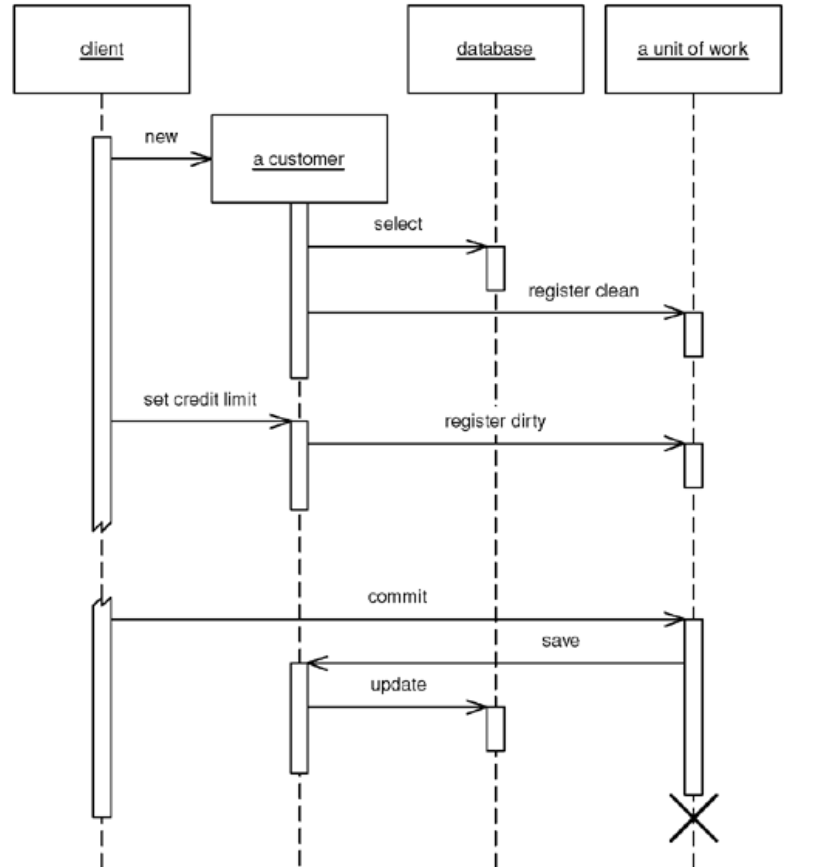 client
database
a unit of work
new
a customer
select
register clean
set credit limit
register dirty
commit
save
update